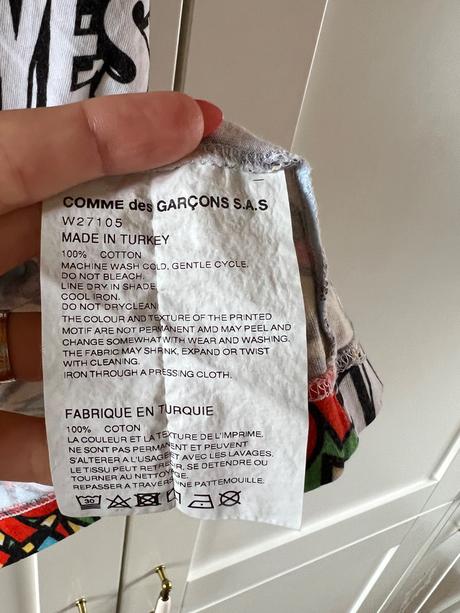 VES
COMME des GARÇONS S.A.S
W27105
MADE IN TURKEY
100% COTTON
MACHINE WASH COLD, GENTLE CYCLE.
DO NOT BLEACH.
LINE DRY IN SHADE
COOL IRON.
DO NOT DRYCLEAN
THE COLOUR AND TEXTURE OF THE PRINTED
MOTIF ARE NOT PERMANENT AMD MAY PEEL AND
CHANGE SOMEWHAT WITH WEAR AND WASHING.
THE FABRIC MAY SHRINK, EXPAND OR TWIST
WITH CLEANING.
IRON THROUGH A PRESSING CLOTH.
FABRIQUE EN TURQUIE
100% COTON
LA COULEUR ET LA TEXTURE DE L'IMPRIME,
NE SONT PAS PERMANENT ET PEUVENT
S'ALTERER A L'USAGE ET AVEC LES LAVAGES.
LE TISSU PEUT RETRECIR, SE DETENDRE OU
TOURNER AU NETTOYAGE.
REPASSER A TRAVERS UNE PATTEMOUILLE.
30